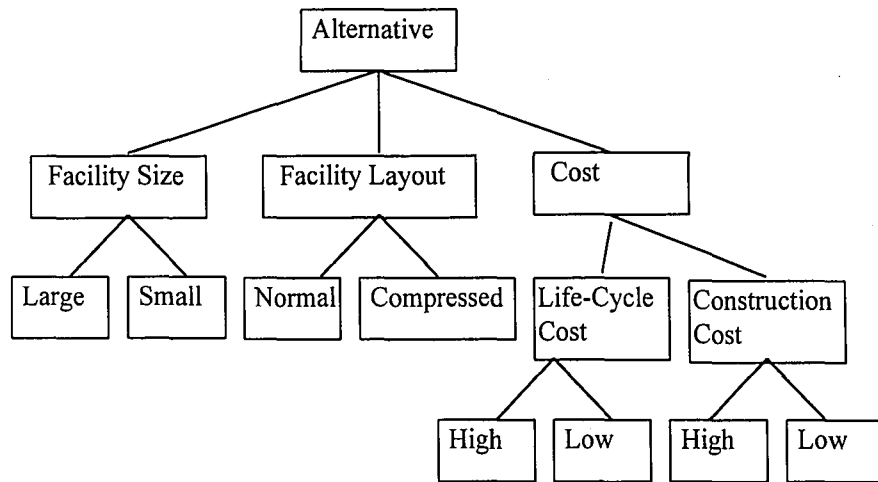 Alternative
Facility Size
Facility Layout
Cost
Large
Small
Normal
Compressed
Life-Cycle
Cost
Construction
Cost
High
Low
High
Low